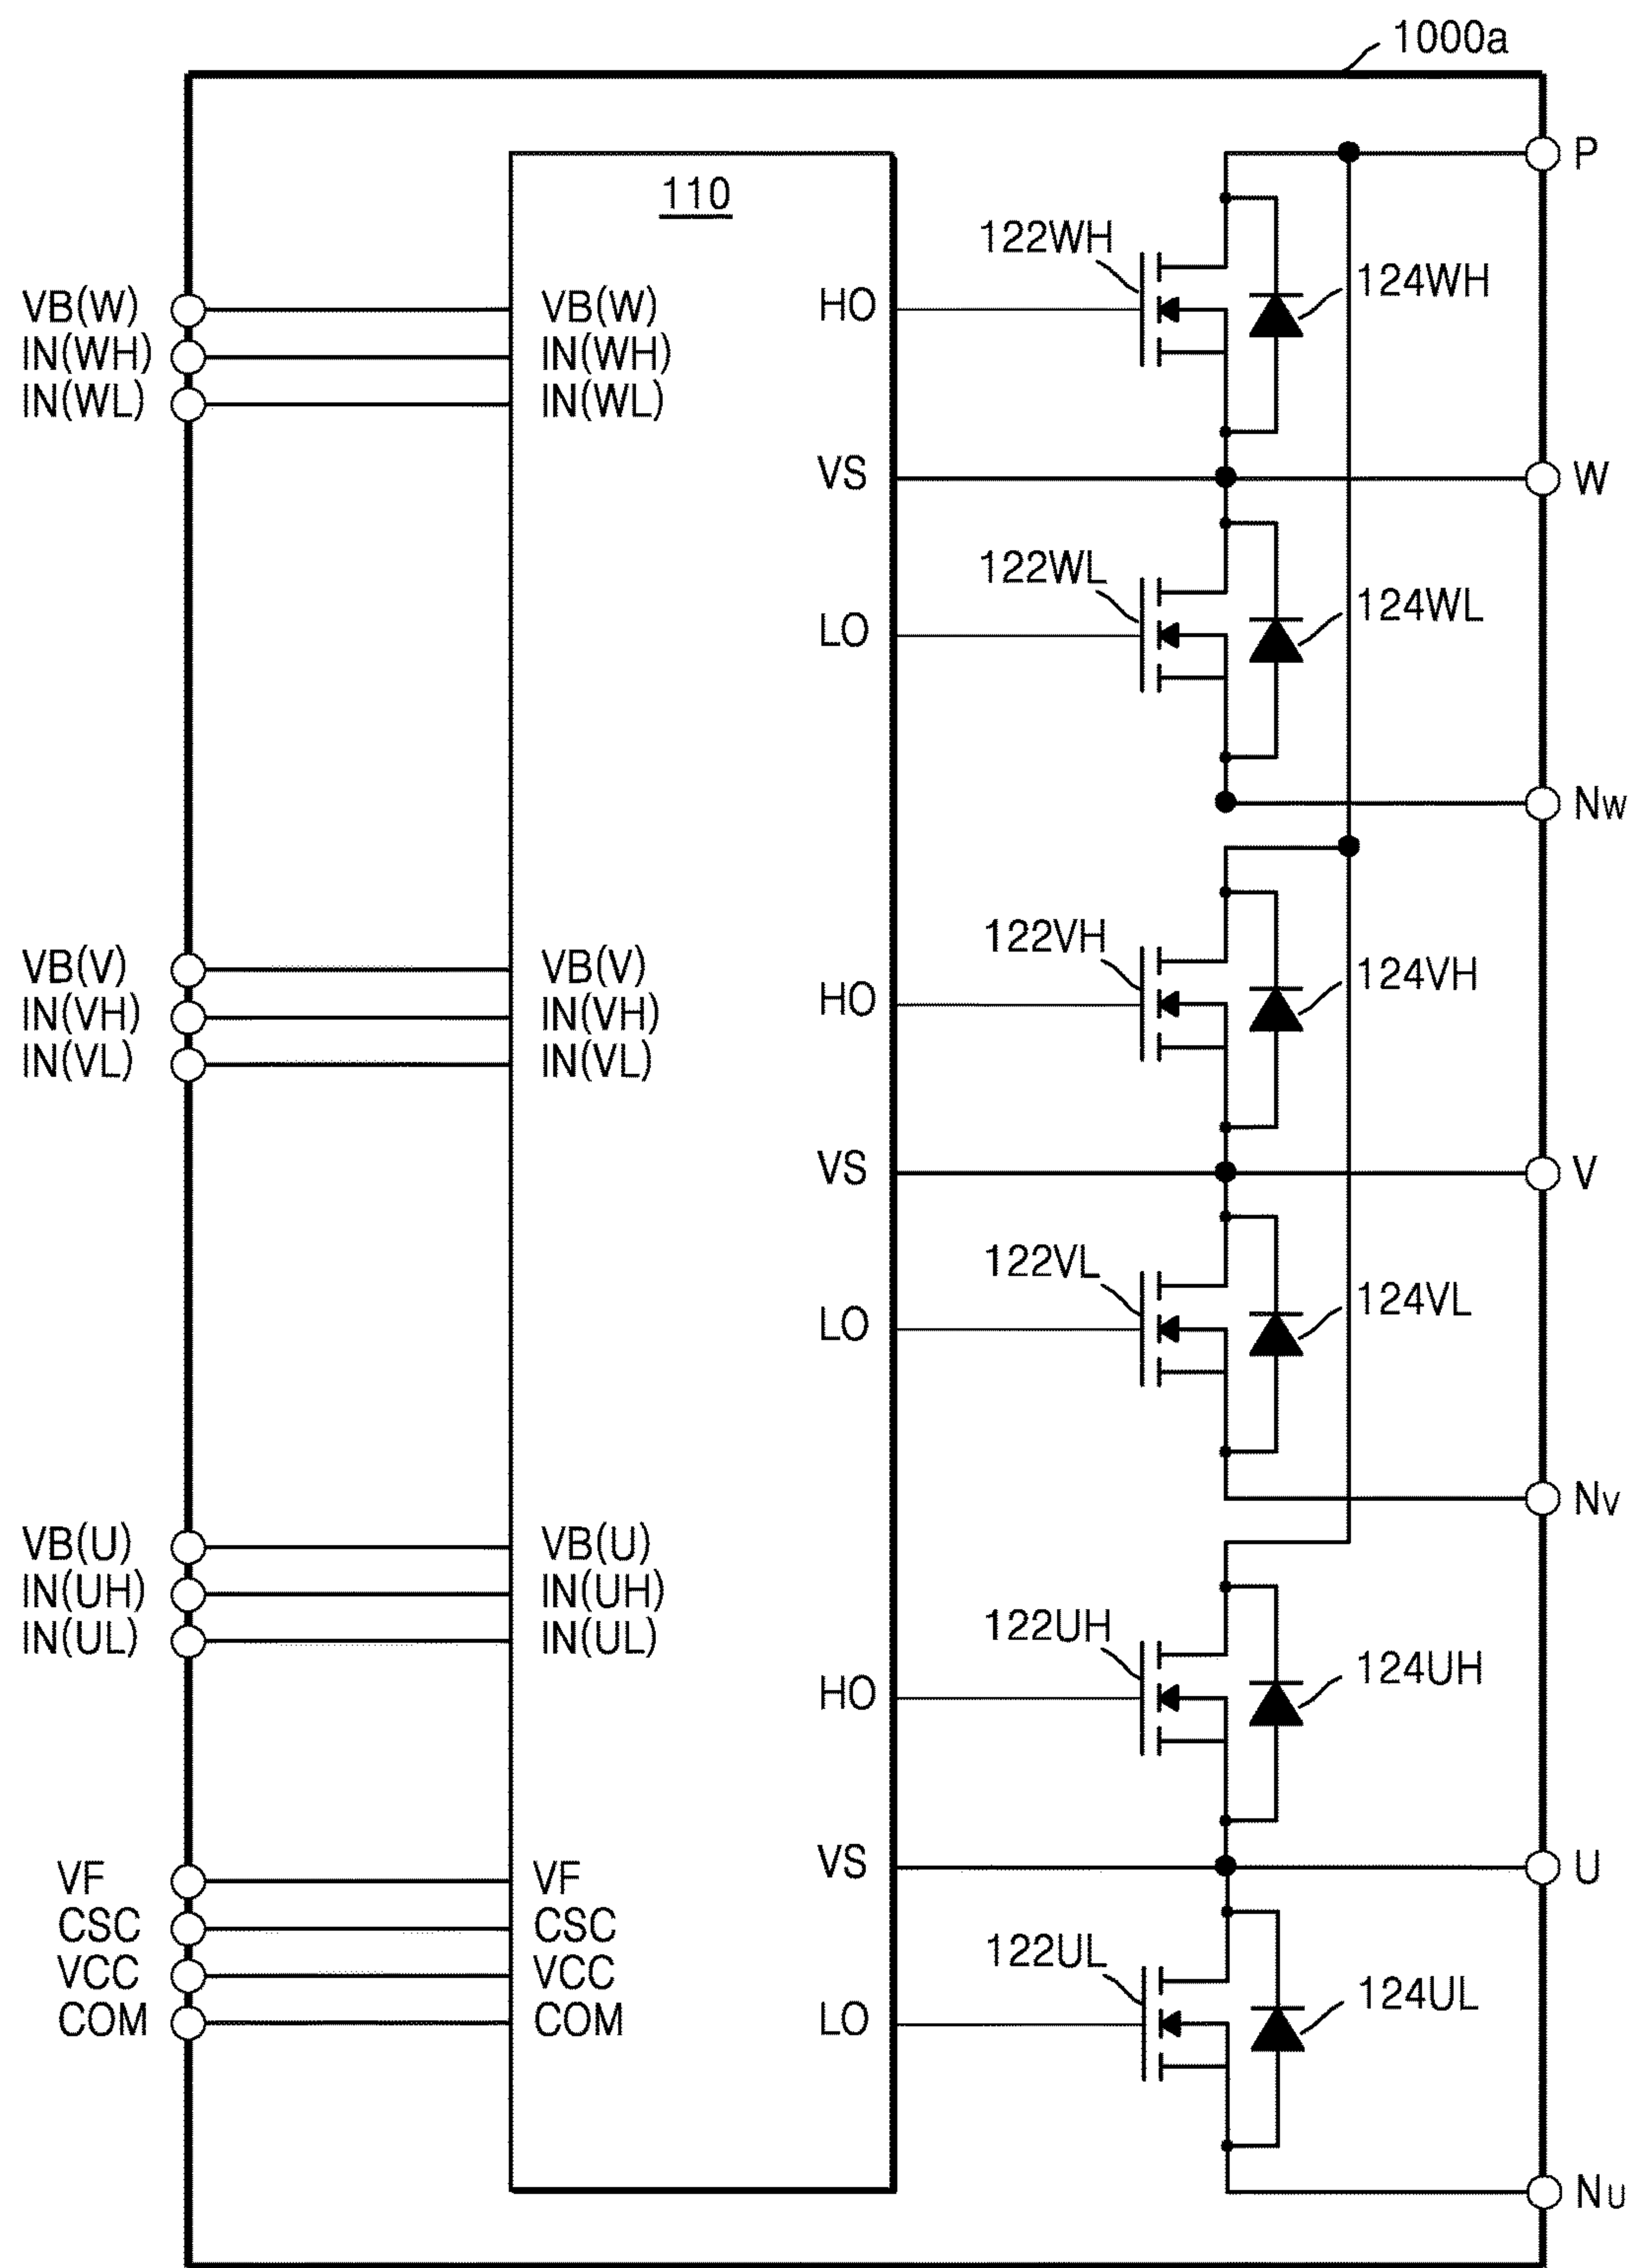 1000a
110
P
122WH
124WH
VB(W)
IN(WH)
IN(WL)
VB(W)
IN(WH)
IN(WL)
HO
VS
W
122WL
124WL
LO
NW
122VH
124VH
VB(V)
IN(VH)
IN(VL)
VB(V)
IN(VH)
IN(VL)
HO
VS
V
122VL
124VL
LO
NV
VB(U)
IN(UH)
IN(UL)
VB(U)
IN(UH)
IN(UL)
122UH
124UH
HO
VS
U
VF
CSC
VCC
COM
VF
CSC
VCC
COM
122UL
124UL
LO
NU